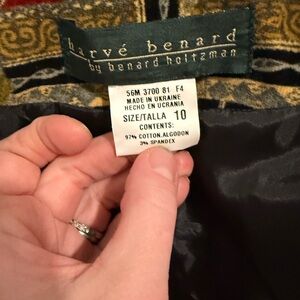 harvé benard
by benard holtzman
56M 3700 81 F4
MADE IN UKRAINE
HECHO EN UCRANIA
SIZE/TALLA 10
CONTENTS:
97% COTTON.ALGODON
3% SPANDEX